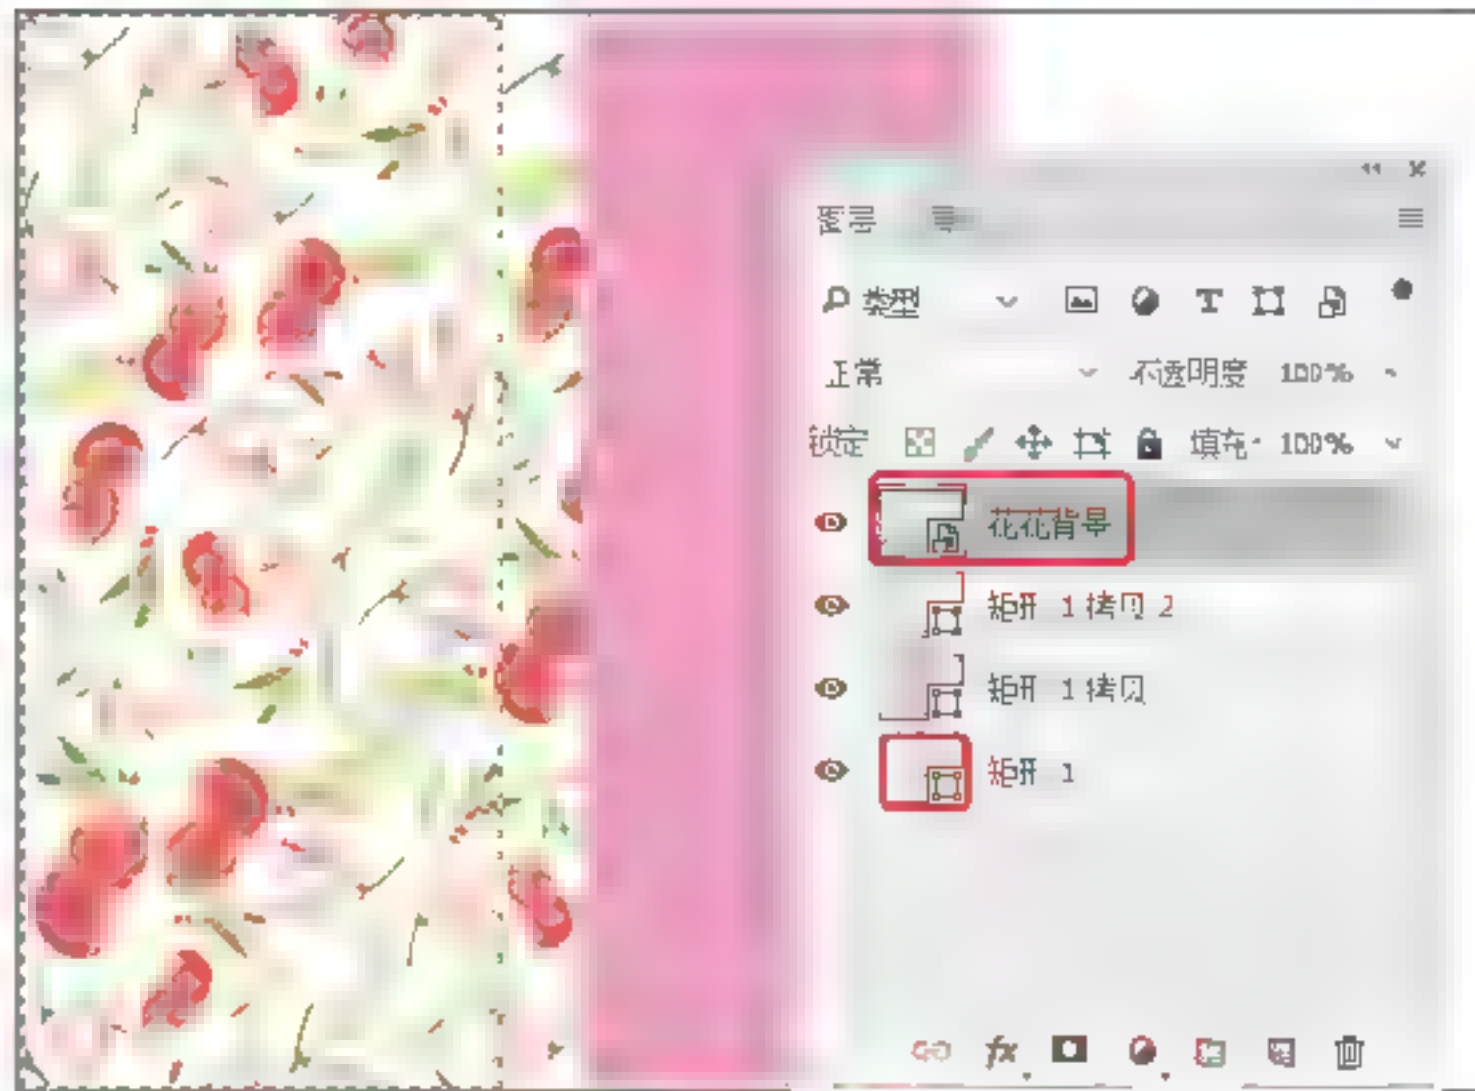 图层
类型
正常 不透明度 100%
锁定 填充: 100%
花花背景
矩形 1 拷贝 2
矩形 1 拷贝
矩形 1
fx